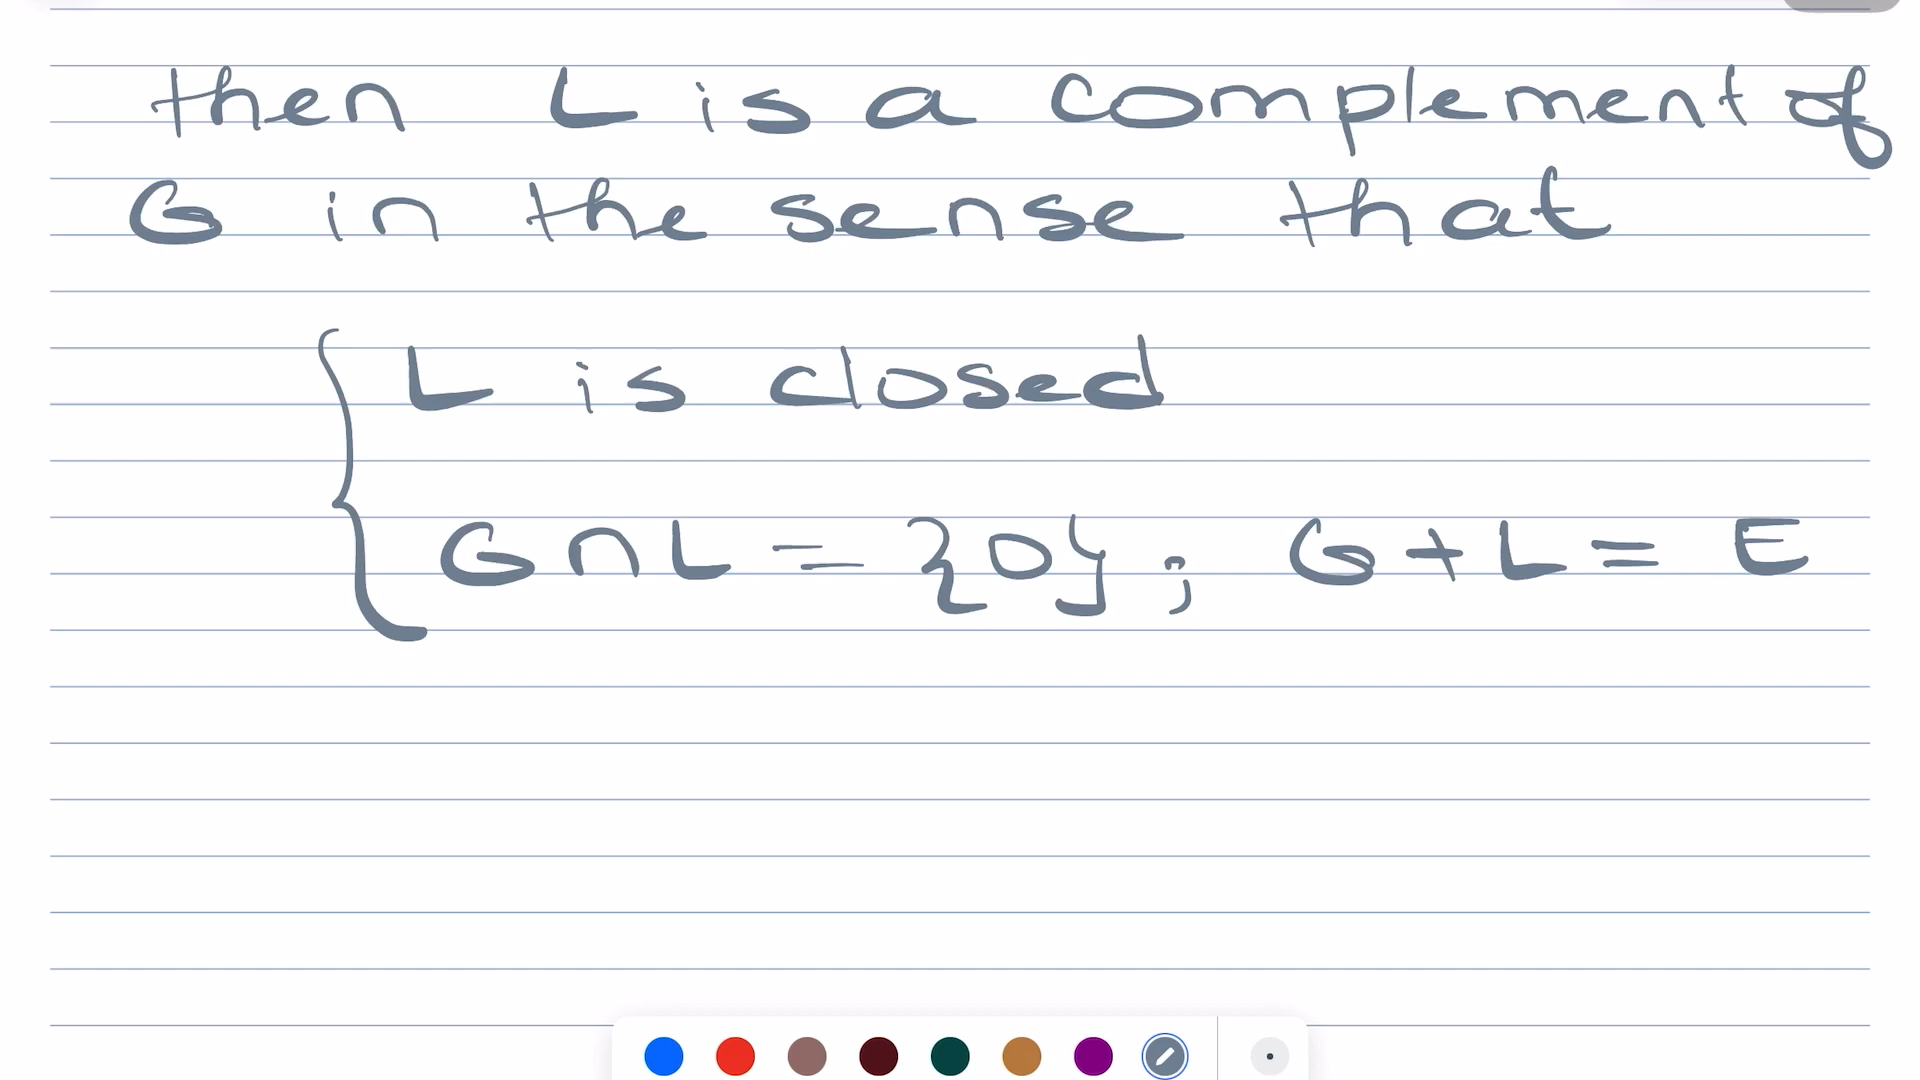 then L is a complement of
G in the sense that
L is closed
G ∩ L = {0} ; G + L = E